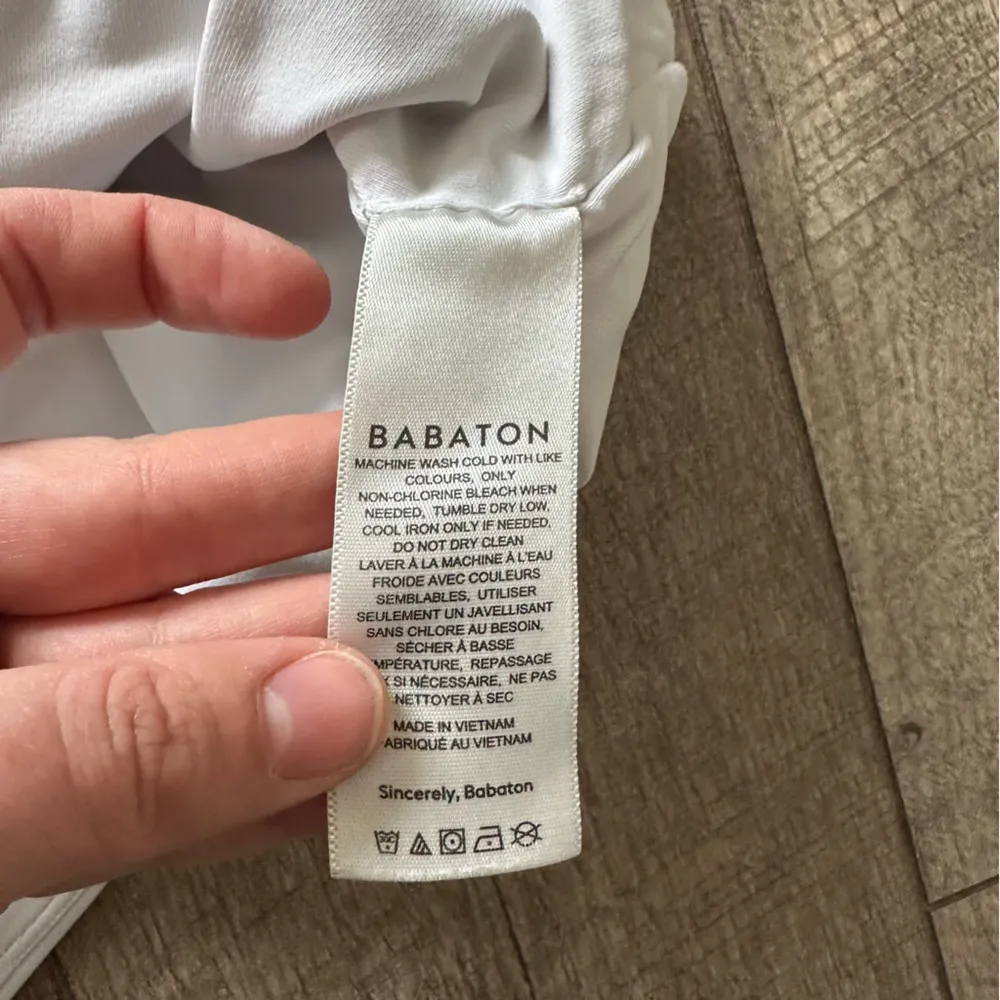 BABATON
MACHINE WASH COLD WITH LIKE
COLOURS, ONLY
NON-CHLORINE BLEACH WHEN
NEEDED, TUMBLE DRY LOW,
COOL IRON ONLY IF NEEDED,
DO NOT DRY CLEAN
LAVER À LA MACHINE À L'EAU
FROIDE AVEC COULEURS
SEMBLABLES, UTILISER
SEULEMENT UN JAVELLISANT
SANS CHLORE AU BESOIN,
SÉCHER À BASSE
MPÉRATURE, REPASSAGE
SI NÉCESSAIRE, NE PAS
NETTOYER À SEC
MADE IN VIETNAM
ABRIQUÉ AU VIETNAM
Sincerely, Babaton